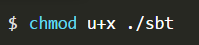 $ chmod u+x ./sbt